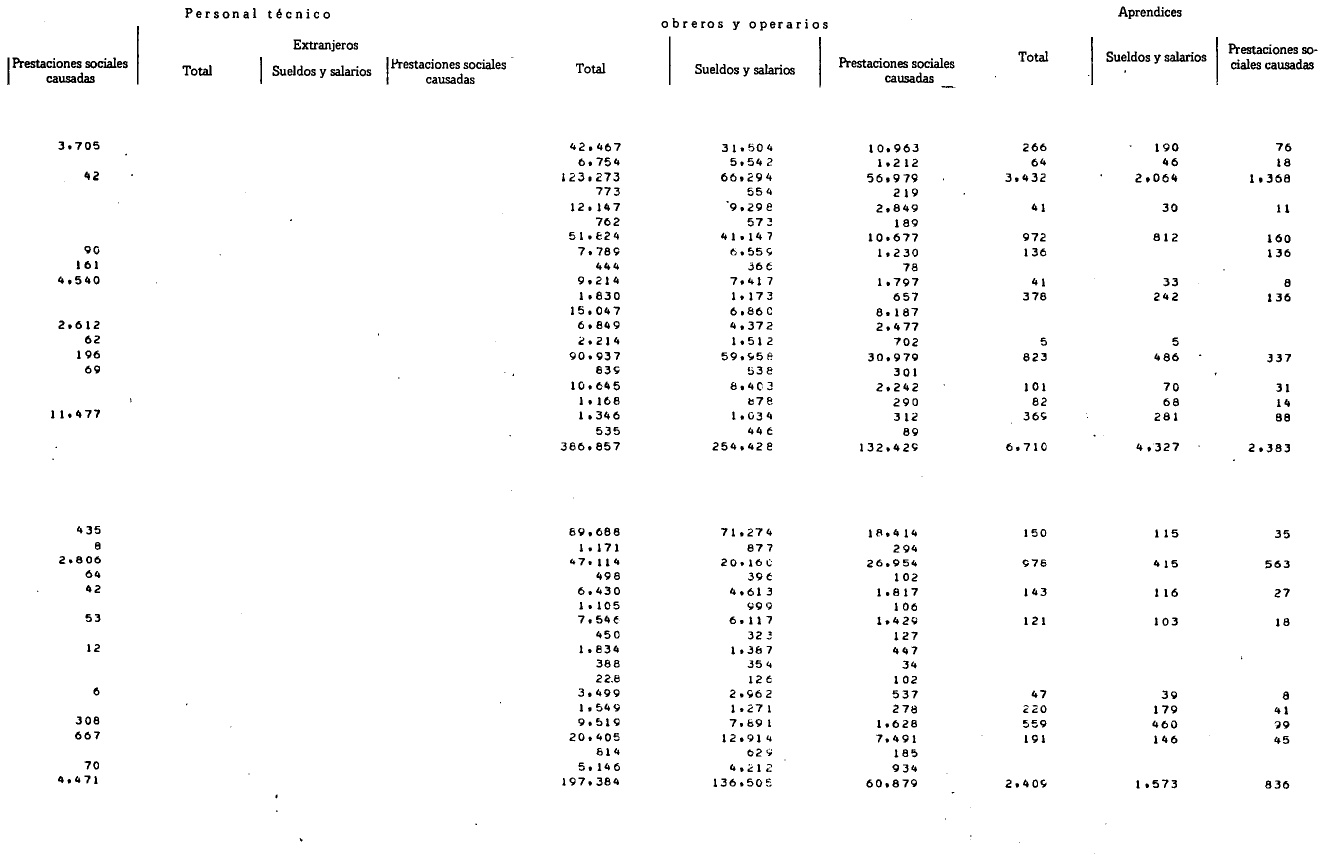 Personal técnico
obreros y operarios
Aprendices
Extranjeros
Prestaciones sociales causadas | Total | Sueldos y salarios | Prestaciones sociales causadas | Total | Sueldos y salarios | Prestaciones sociales causadas | Total | Sueldos y salarios | Prestaciones so-ciales causadas
3.705 42.467 31.504 10.963 266 190 76
6.754 5.542 1.212 64 46 18
42 123.273 66.294 56.979 3.432 2.064 1.368
773 554 219
12.147 9.298 2.849 41 30 11
762 573 189
51.824 41.147 10.677 972 812 160
90 7.789 6.559 1.230 136 136
161 444 366 78
4.540 9.214 7.417 1.797 41 33 8
1.830 1.173 657 378 242 136
15.047 6.860 8.187
2.612 6.849 4.372 2.477
62 2.214 1.512 702 5 5
196 90.937 59.958 30.979 823 486 337
69 839 538 301
10.645 8.403 2.242 101 70 31
1.168 878 290 82 68 14
11.477 1.346 1.034 312 369 281 88
535 446 89
386.857 254.428 132.429 6.710 4.327 2.383
435 89.688 71.274 18.414 150 115 35
8 1.171 877 294
2.806 47.114 20.160 26.954 978 415 563
64 498 396 102
42 6.430 4.613 1.817 143 116 27
1.105 999 106
53 7.546 6.117 1.429 121 103 18
450 323 127
12 1.834 1.387 447
388 354 34
228 126 102
6 3.499 2.962 537 47 39 8
1.549 1.271 278 220 179 41
308 9.519 7.891 1.628 559 460 99
667 20.405 12.914 7.491 191 146 45
814 629 185
70 5.146 4.212 934
4.471 197.384 136.505 60.879 2.409 1.573 836